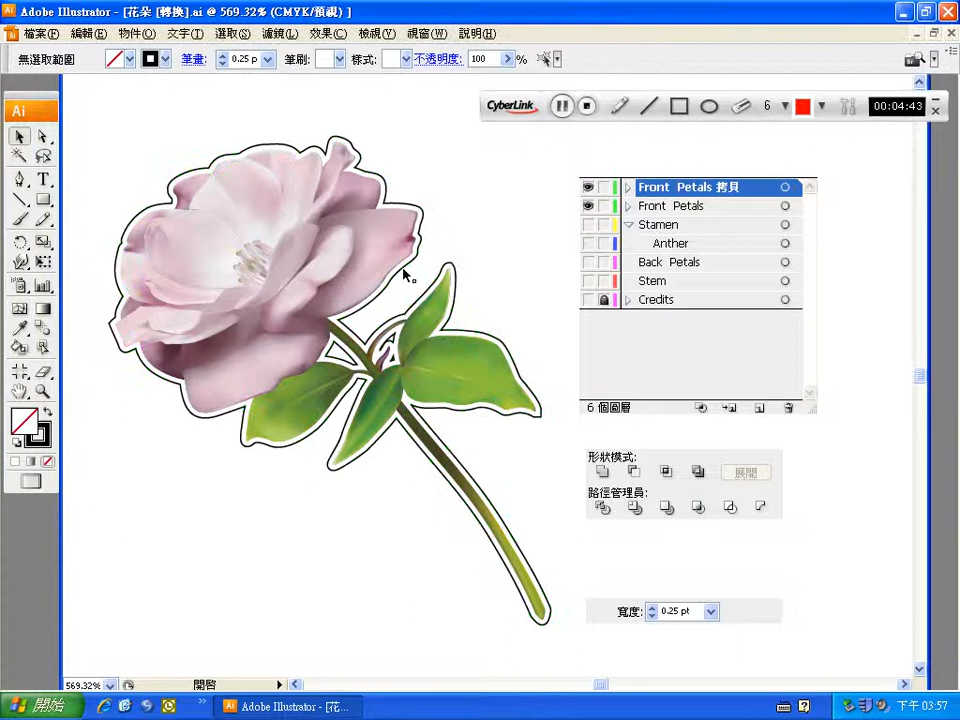 Adobe Illustrator - [花朵 [轉換].ai @ 569.32% (CMYK/預視) ]
檔案(F) 編輯(E) 物件(O) 文字(T) 選取(S) 濾鏡(L) 效果(C) 檢視(V) 視窗(W) 說明(H)
無選取範圍 筆畫: 0.25 p 筆刷: 樣式: 不透明度: 100 %
CyberLink 6 00:04:43
Ai
Front Petals 拷貝
Front Petals
Stamen
Anther
Back Petals
Stem
Credits
6 個圖層
形狀模式:
展開
路徑管理員:
寬度: 0.25 pt
569.32% 開啓
開始 Adobe Illustrator - [花... 下午 03:57